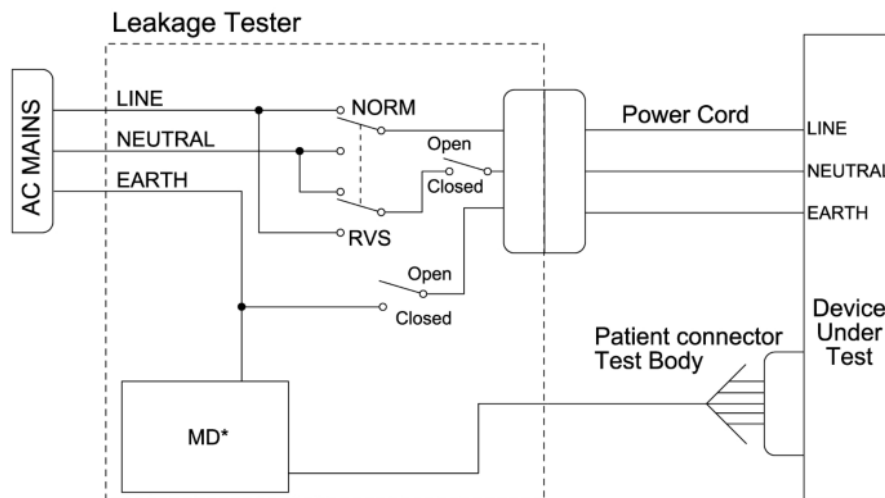 Leakage Tester
AC MAINS
LINE
NEUTRAL
EARTH
NORM
RVS
Open
Closed
Open
Closed
MD*
Power Cord
LINE
NEUTRAL
EARTH
Patient connector
Test Body
Device
Under
Test